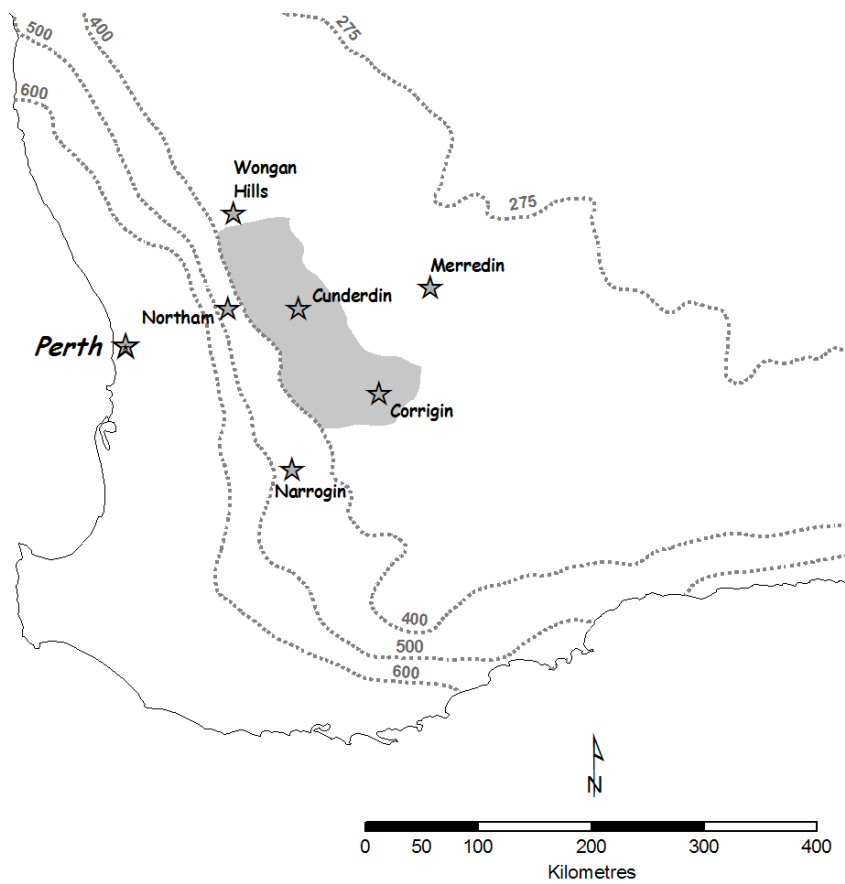 500
400
275
600
Wongan
Hills
275
Merredin
Cunderdin
Northam
Perth
Corrigin
Narrogin
400
500
600
N
0 50 100 200 300 400
Kilometres